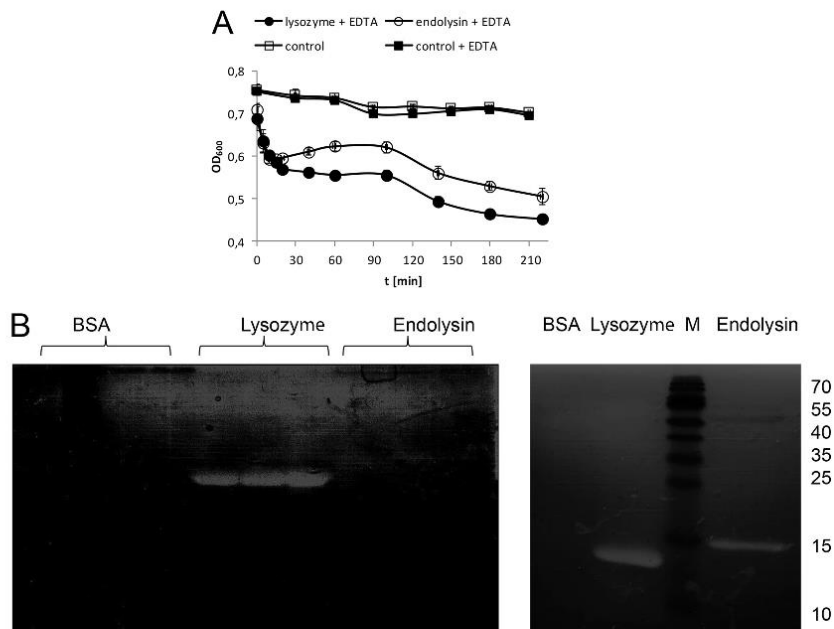 A
lysozyme + EDTA endolysin + EDTA
control control + EDTA
0,8
0,7
0,6
0,5
0,4
OD600
0 30 60 90 120 150 180 210
t [min]
B
BSA Lysozyme Endolysin
BSA Lysozyme M Endolysin
70
55
40
35
25
15
10